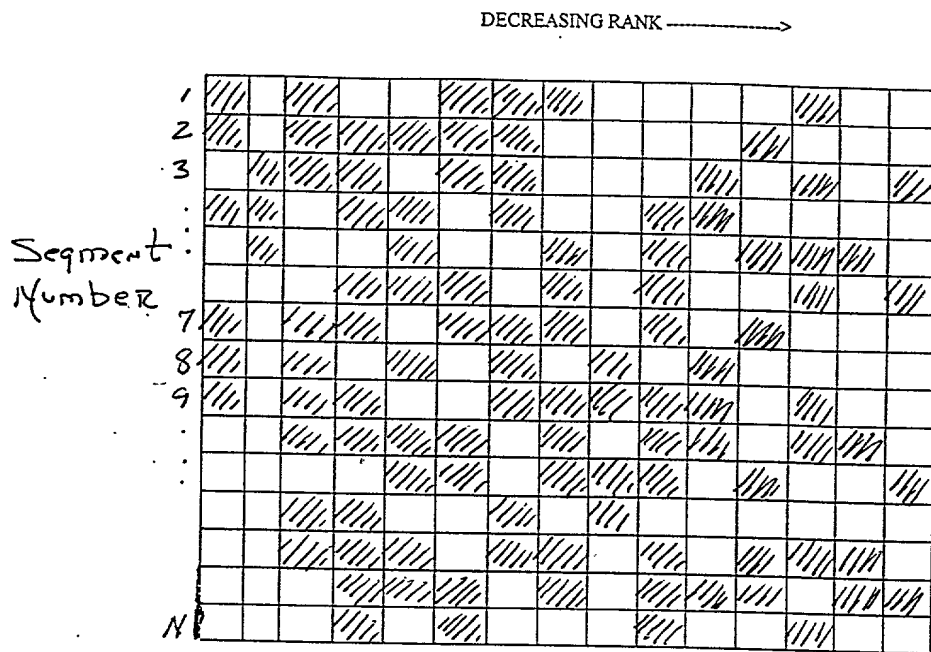 DECREASING RANK ---------->
1
2
3
.
Segment :
Number
7
8
9
.
.
N